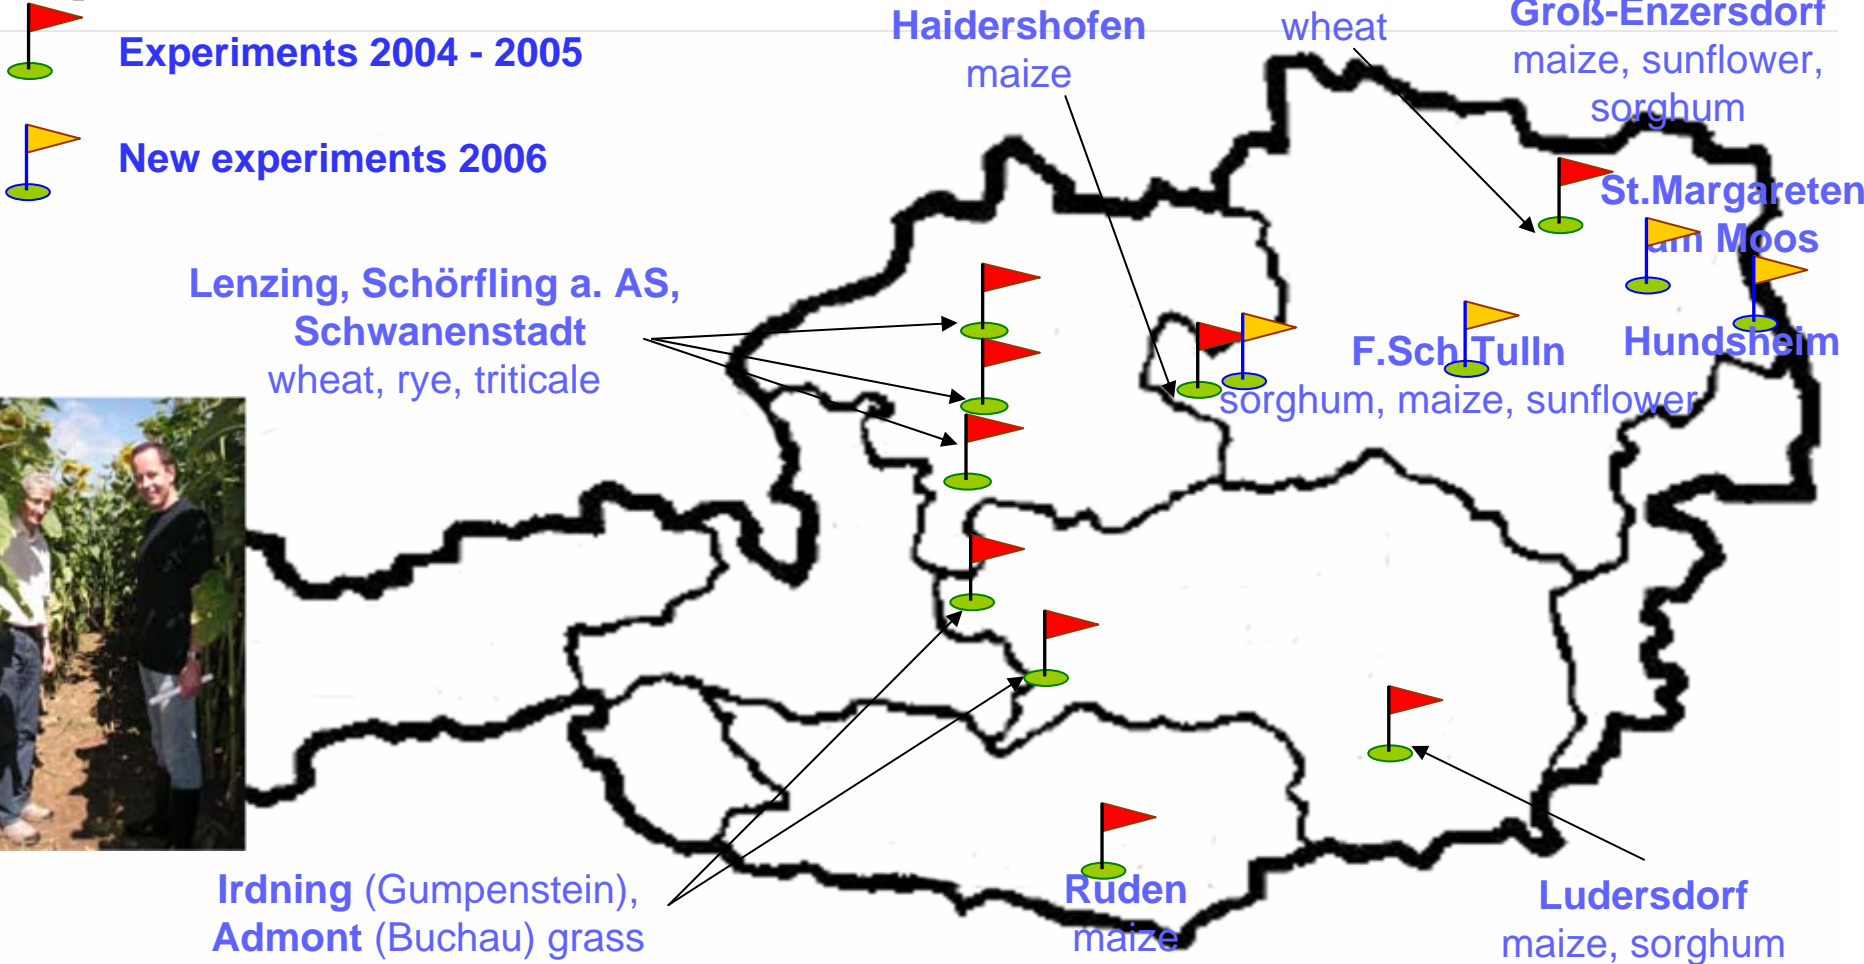 Experiments 2004 - 2005
New experiments 2006
Haidershofen
maize
wheat
Groß-Enzersdorf
maize, sunflower,
sorghum
St.Margareten
am Moos
Hundsheim
F.Sch.Tulln
sorghum, maize, sunflower
Lenzing, Schörfling a. AS,
Schwanenstadt
wheat, rye, triticale
Irdning (Gumpenstein),
Admont (Buchau) grass
Ruden
maize
Ludersdorf
maize, sorghum